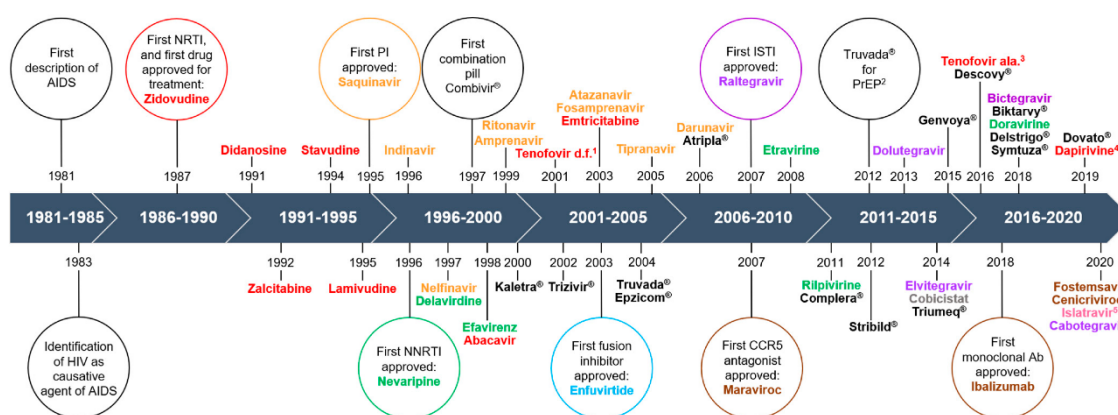 First
description of
AIDS
First NRTI,
and first drug
approved for
treatment:
Zidovudine
First PI
approved:
Saquinavir
First
combination
pill
Combivir®
First ISTI
approved:
Raltegravir
Truvada®
for
PrEP²
Didanosine
Stavudine
Indinavir
Ritonavir
Amprenavir
Tenofovir d.f.¹
Atazanavir
Fosamprenavir
Emtricitabine
Tipranavir
Darunavir
Atripla®
Etravirine
Dolutegravir
Genvoya®
Tenofovir ala.³
Descovy®
Bictegravir
Biktarvy®
Doravirine
Delstrigo®
Symtuza®
Dovato®
Dapirivine⁴
1981 1987 1991 1994 1995 1996 1997 1999 2001 2003 2005 2006 2007 2008 2012 2013 2015 2016 2018 2019
1981-1985 1986-1990 1991-1995 1996-2000 2001-2005 2006-2010 2011-2015 2016-2020
1983 1992 1995 1996 1997 1998 2000 2002 2003 2004 2007 2011 2012 2014 2018 2020
Identification
of HIV as
causative
agent of AIDS
Zalcitabine
Lamivudine
First NNRTI
approved:
Nevaripine
Nelfinavir
Delavirdine
Efavirenz
Abacavir
Kaletra®
Trizivir®
First fusion
inhibitor
approved:
Enfuvirtide
Truvada®
Epzicom®
First CCR5
antagonist
approved:
Maraviroc
Rilpivirine
Complera®
Stribild®
Elvitegravir
Cobicistat
Triumeq®
First
monoclonal Ab
approved:
Ibalizumab
Fostemsavi
Cenicriviroc
Islatravir⁵
Cabotegravi